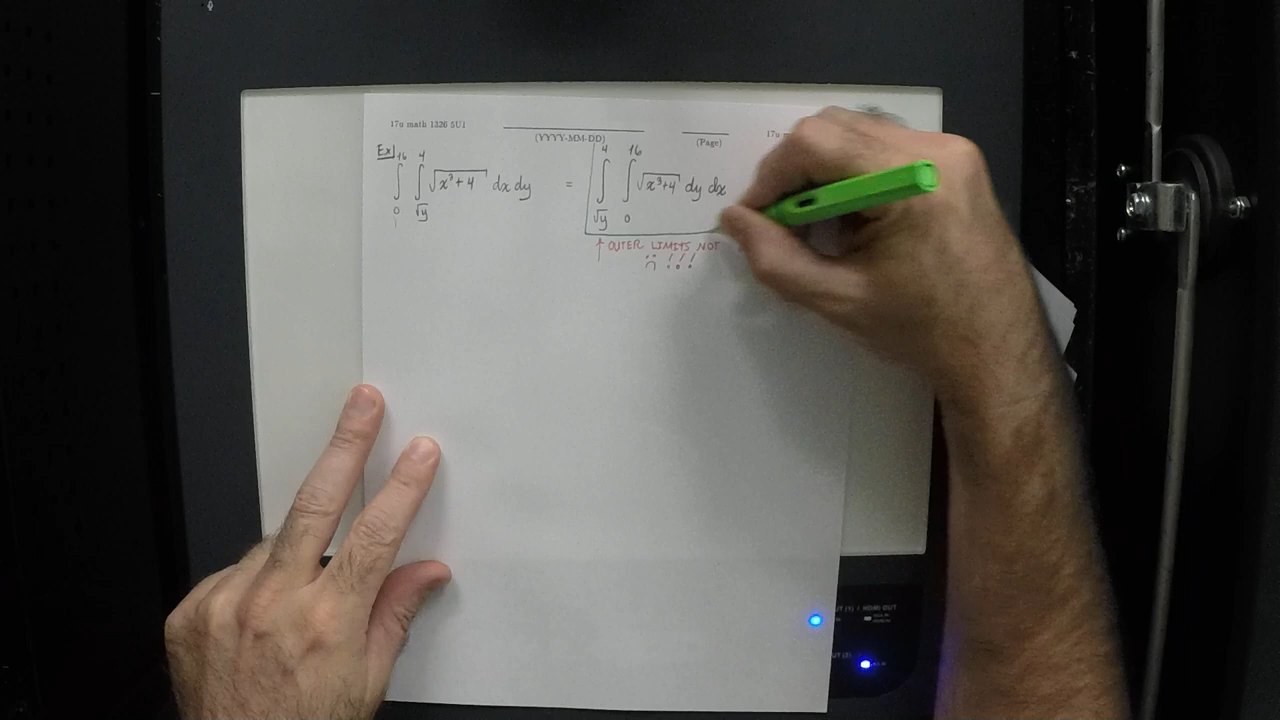 17u math 1226 5U1
(YYYY-MM-DD)
(Page)
Ex) ∫₀¹⁶ ∫_{√y}⁴ √(x³+4) dx dy = ∫_{√y}⁴ ∫₀¹⁶ √(x³+4) dy dx
↑ OUTER LIMITS NOT
!!!